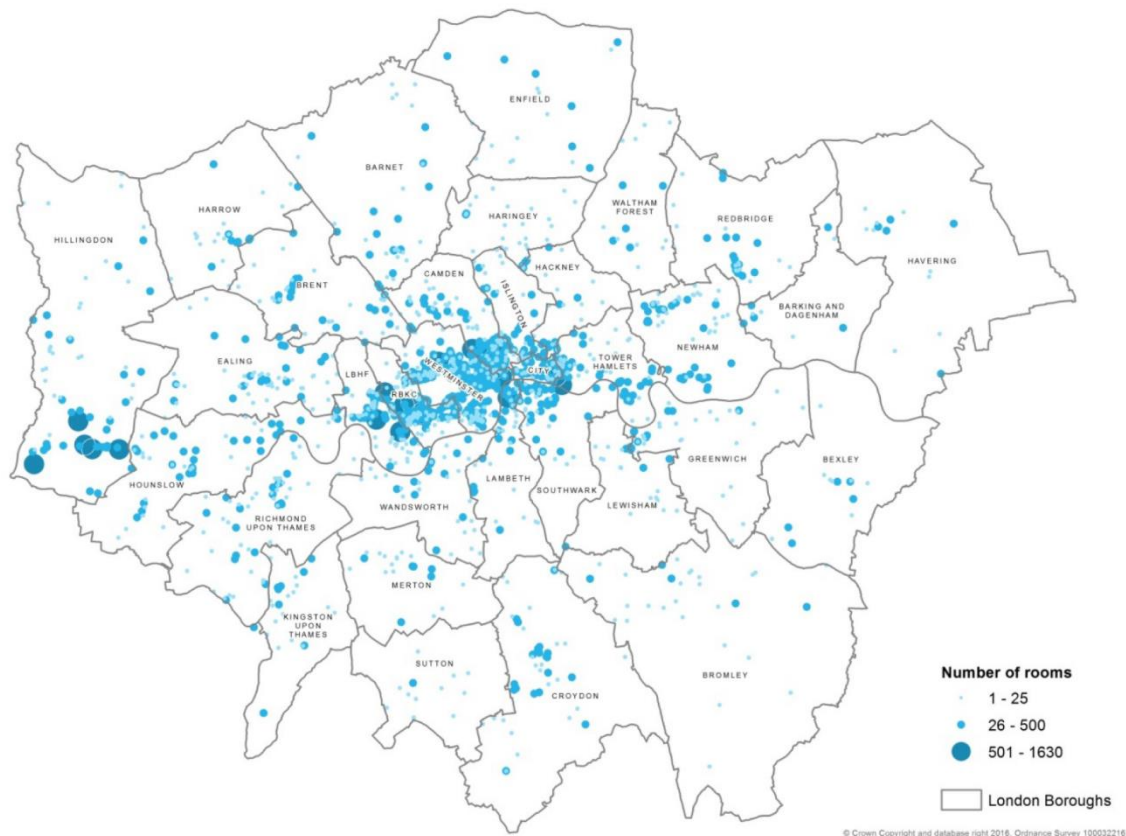 ENFIELD
BARNET
HARROW
HARINGEY
WALTHAM
FOREST
REDBRIDGE
HILLINGDON
HAVERING
CAMDEN
HACKNEY
ISLINGTON
BRENT
BARKING AND
DAGENHAM
EALING
LBHF
WESTMINSTER
CITY
TOWER
HAMLETS
NEWHAM
RBKC
GREENWICH
BEXLEY
HOUNSLOW
LAMBETH
SOUTHWARK
WANDSWORTH
LEWISHAM
RICHMOND
UPON THAMES
MERTON
KINGSTON
UPON
THAMES
SUTTON
CROYDON
BROMLEY
Number of rooms
1 - 25
26 - 500
501 - 1630
London Boroughs
© Crown Copyright and database right 2016. Ordnance Survey 100032216